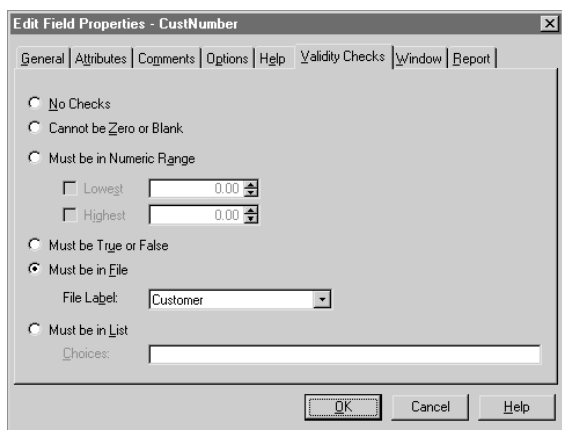 Edit Field Properties - CustNumber
General Attributes Comments Options Help Validity Checks Window Report
No Checks
Cannot be Zero or Blank
Must be in Numeric Range
Lowest 0.00
Highest 0.00
Must be True or False
Must be in File
File Label: Customer
Must be in List
Choices:
OK Cancel Help